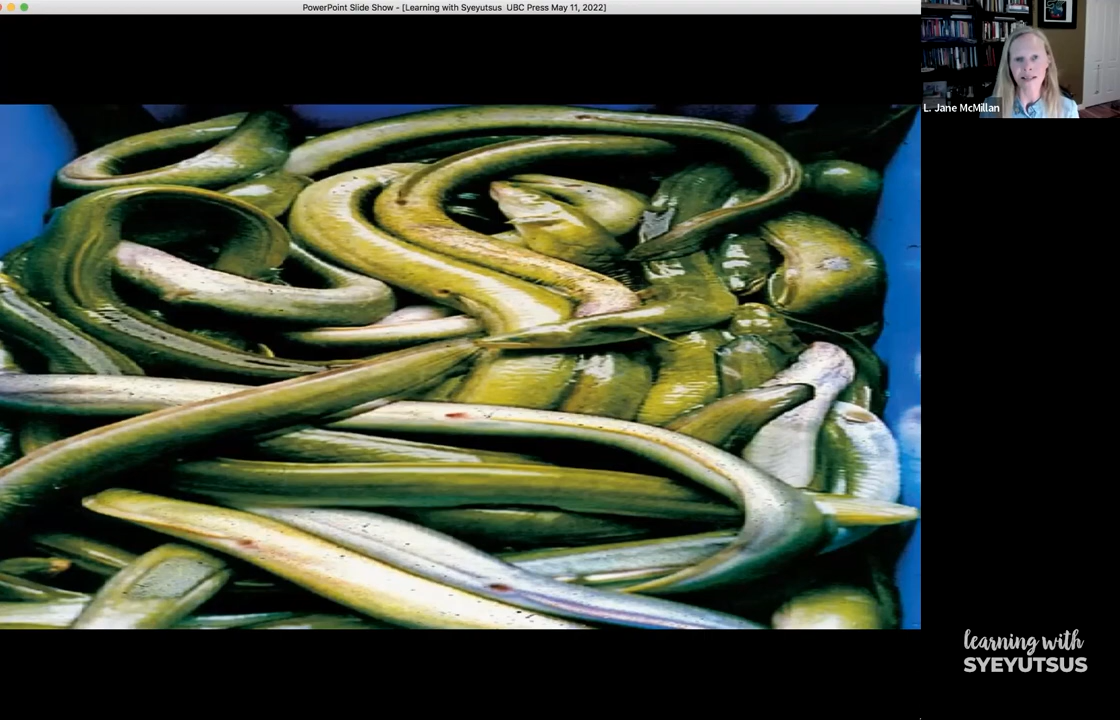 PowerPoint Slide Show - [Learning with Syeyutsus  UBC Press May 11, 2022]
L. Jane McMillan
learning with
SYEYUTSUS